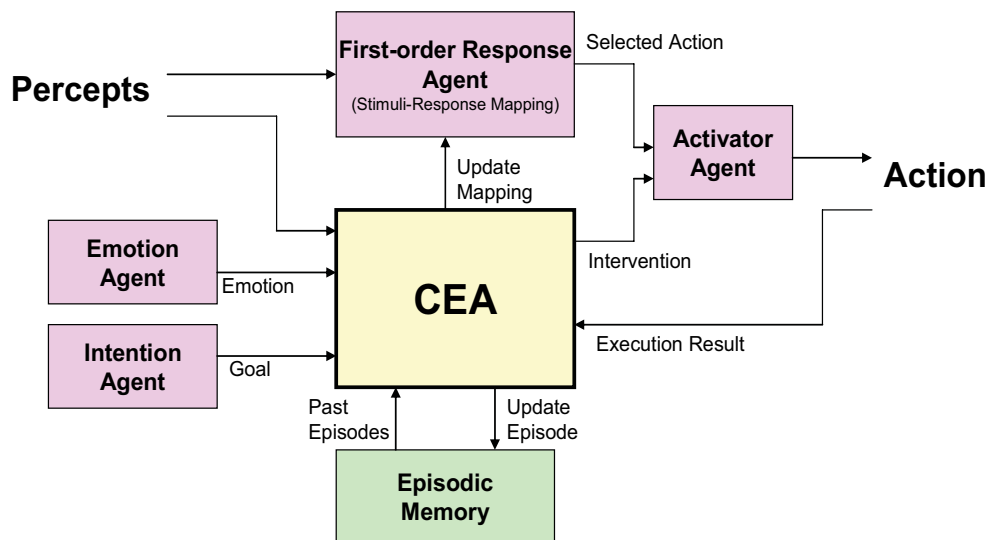 First-order Response
Agent
(Stimuli-Response Mapping)
Selected Action
Percepts
Activator
Agent
Action
Update
Mapping
Emotion
Agent
Emotion
CEA
Intervention
Intention
Agent
Goal
Execution Result
Past
Episodes
Update
Episode
Episodic
Memory